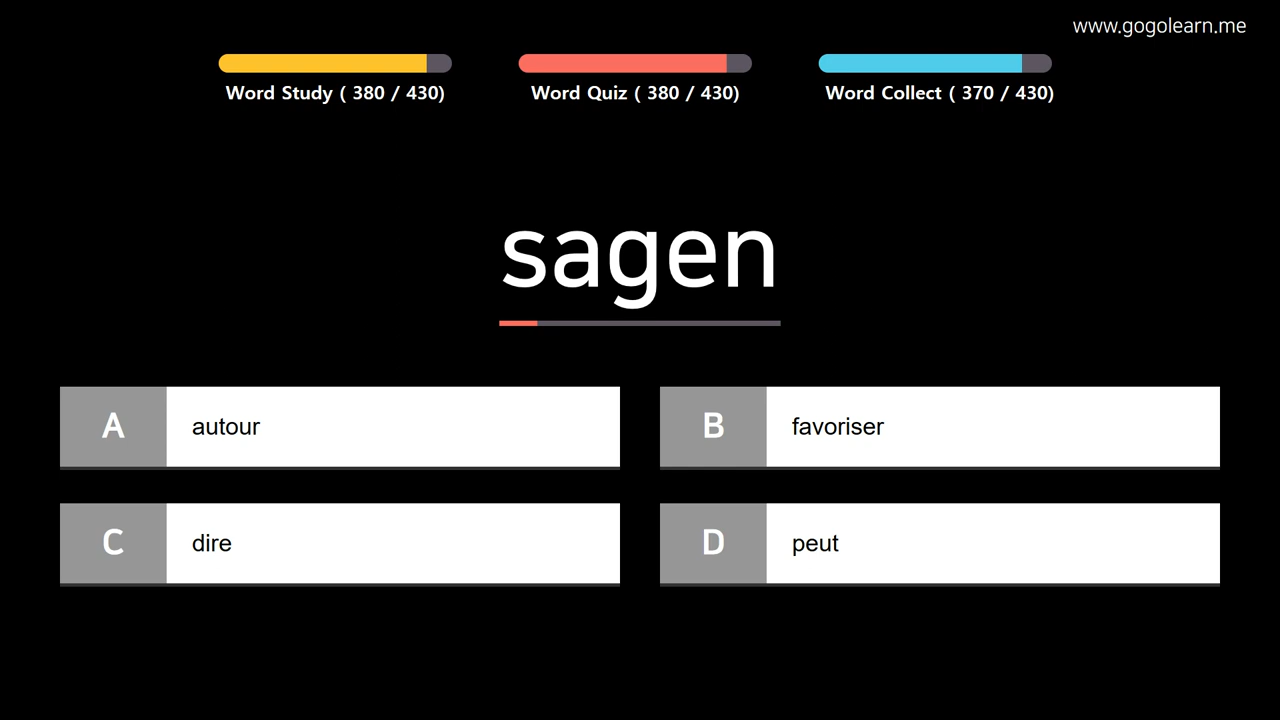 www.gogolearn.me
Word Study ( 380 / 430)
Word Quiz ( 380 / 430)
Word Collect ( 370 / 430)
sagen
A autour
B favoriser
C dire
D peut